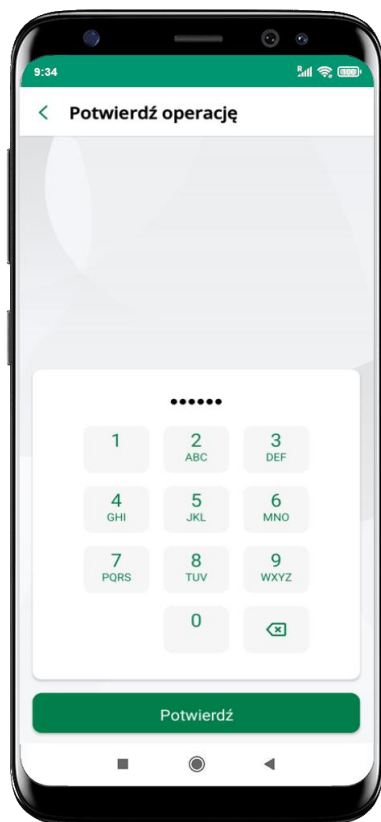 9:34
Potwierdź operację
••••••
1 2 3
ABC DEF
4 5 6
GHI JKL MNO
7 8 9
PQRS TUV WXYZ
0
Potwierdź